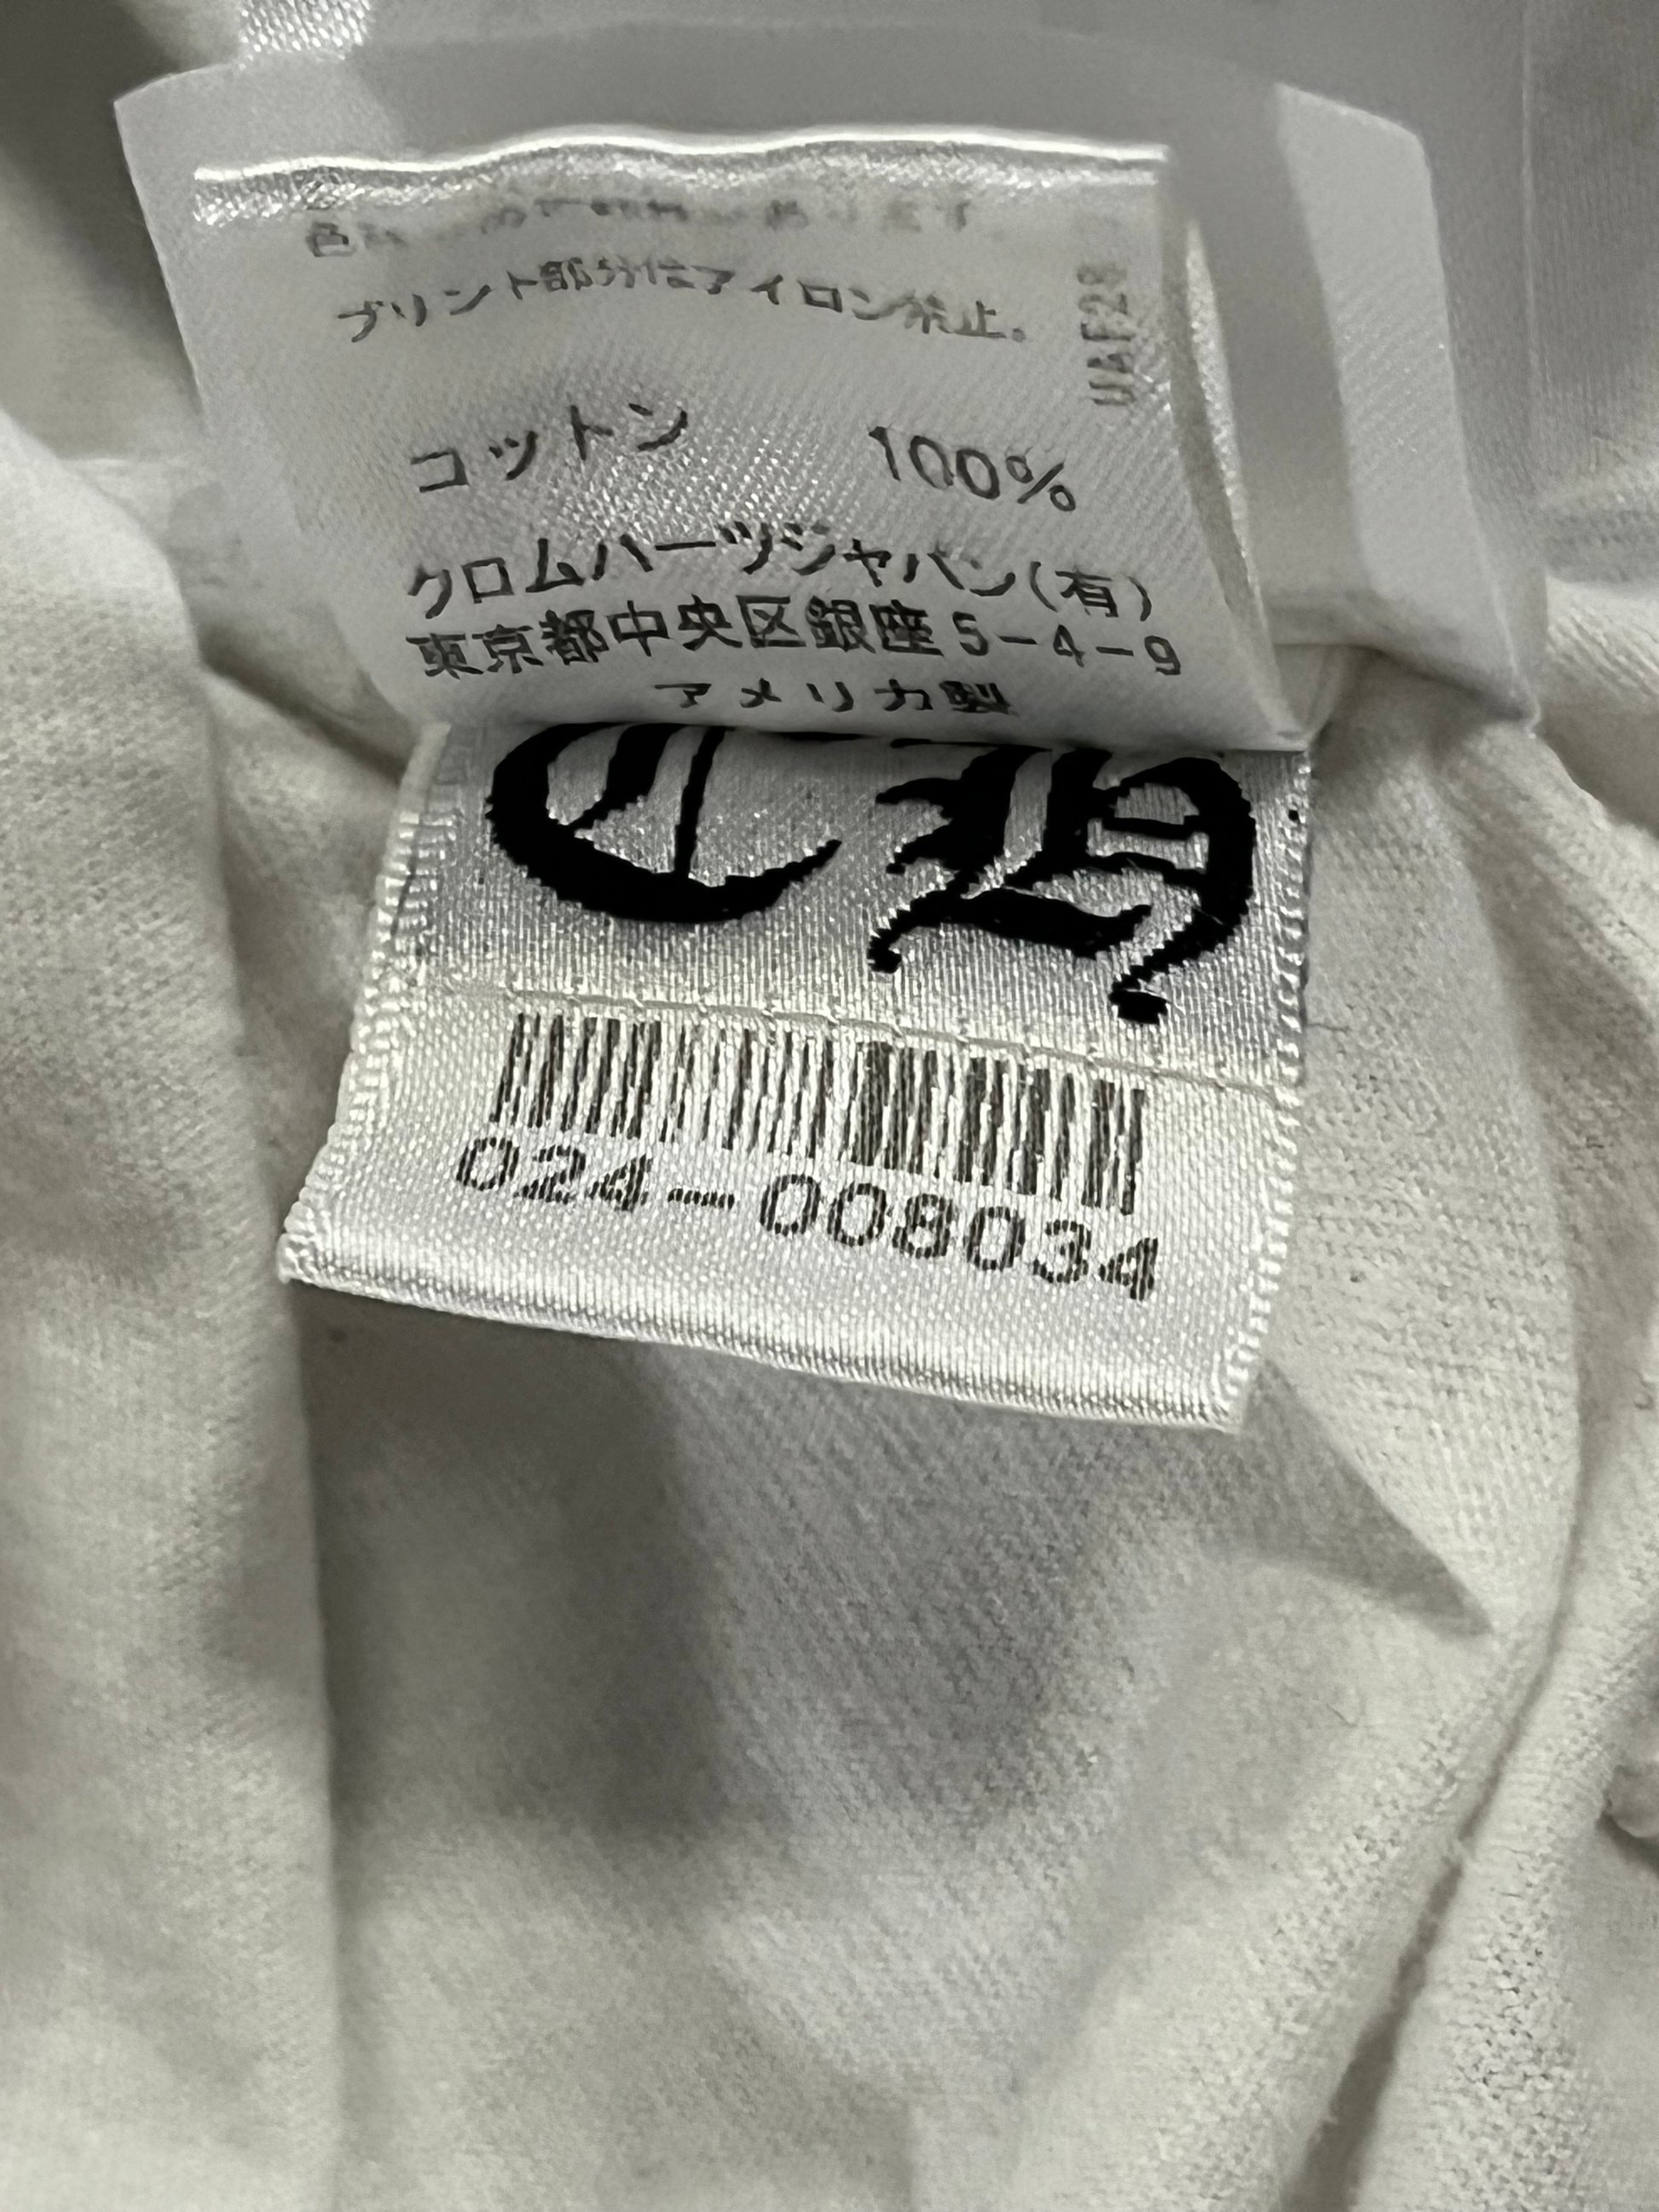 プリント部分はアイロン禁止。
コットン 100%
クロムハーツジャパン(有)
東京都中央区銀座5-4-9
アメリカ製
CH
024-008034